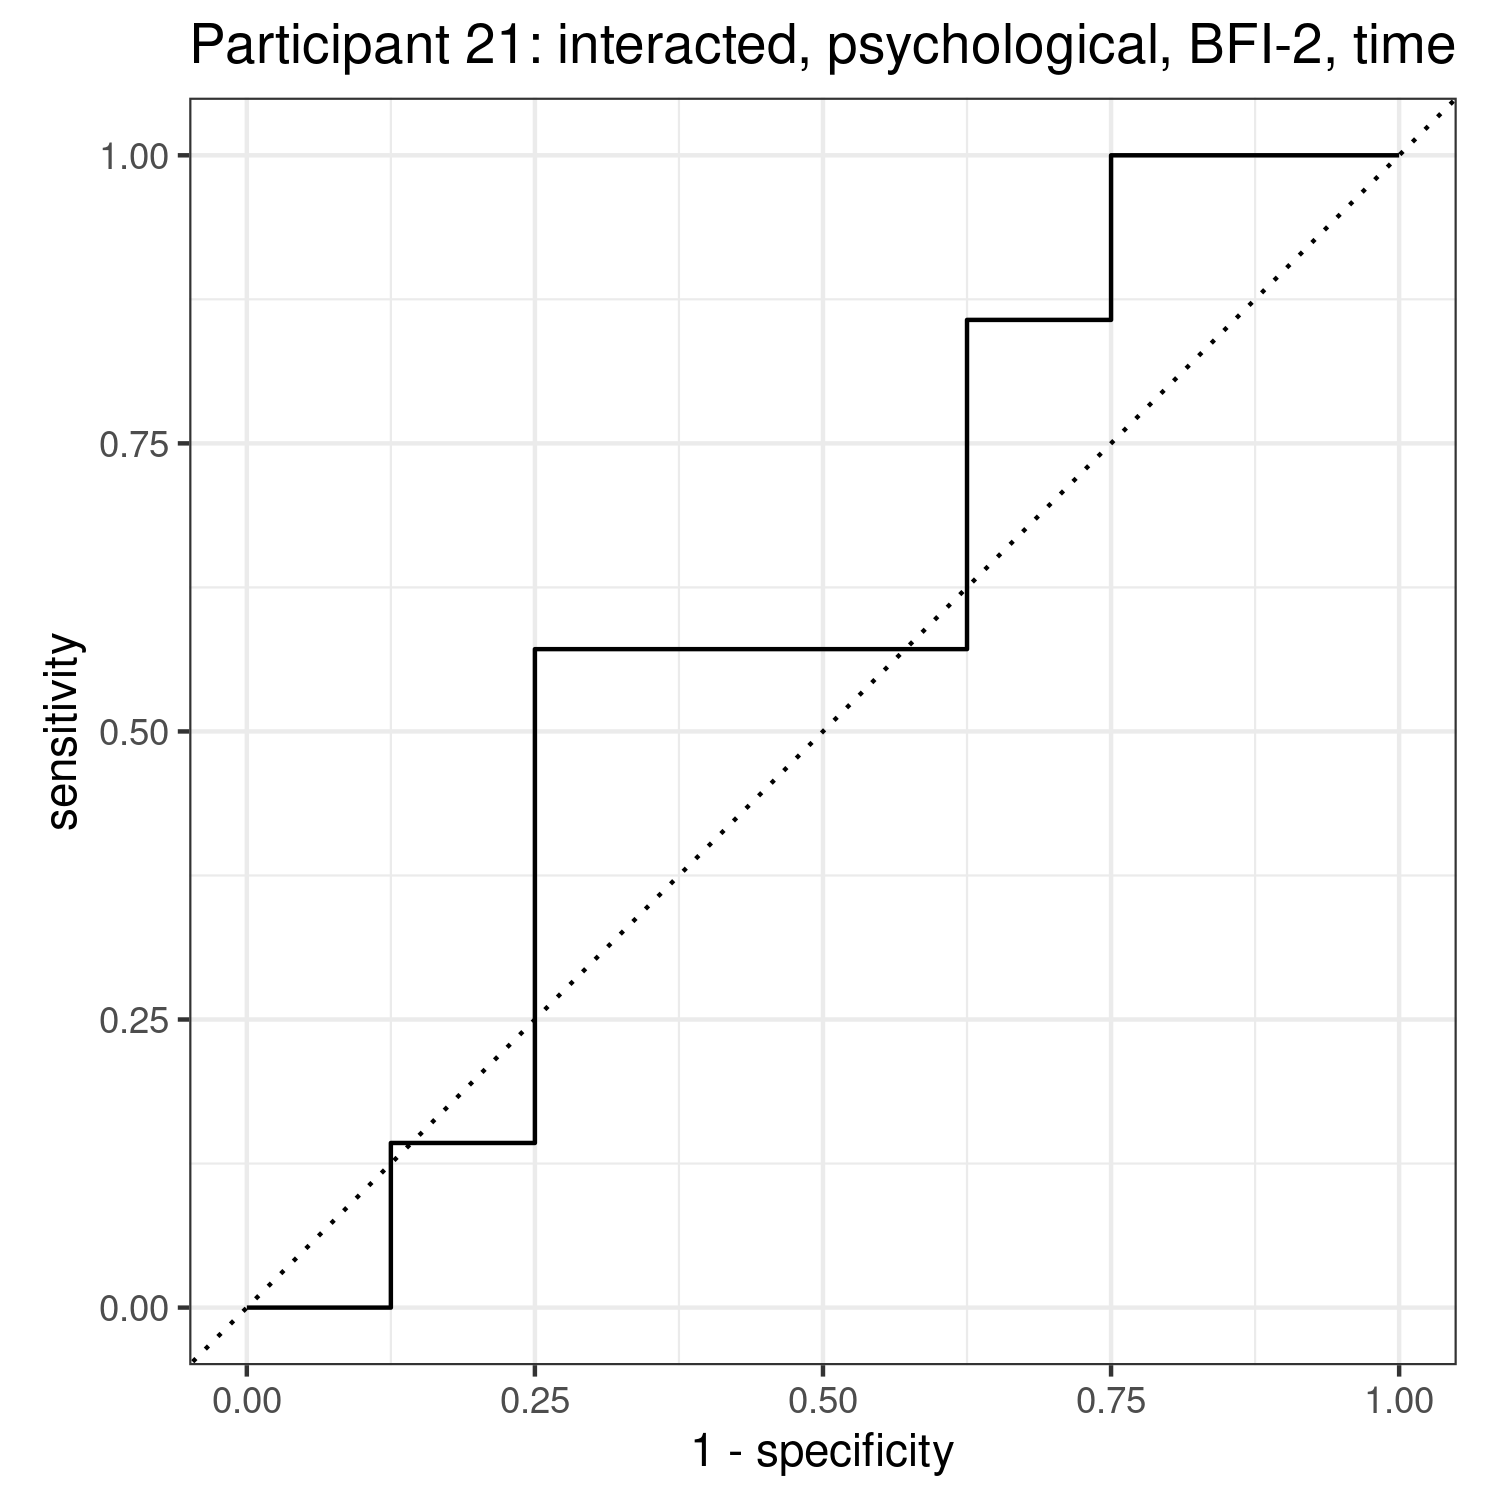 Participant 21: interacted, psychological, BFI-2, time
1.00
0.75
0.50
0.25
0.00
sensitivity
0.00 0.25 0.50 0.75 1.00
1 - specificity